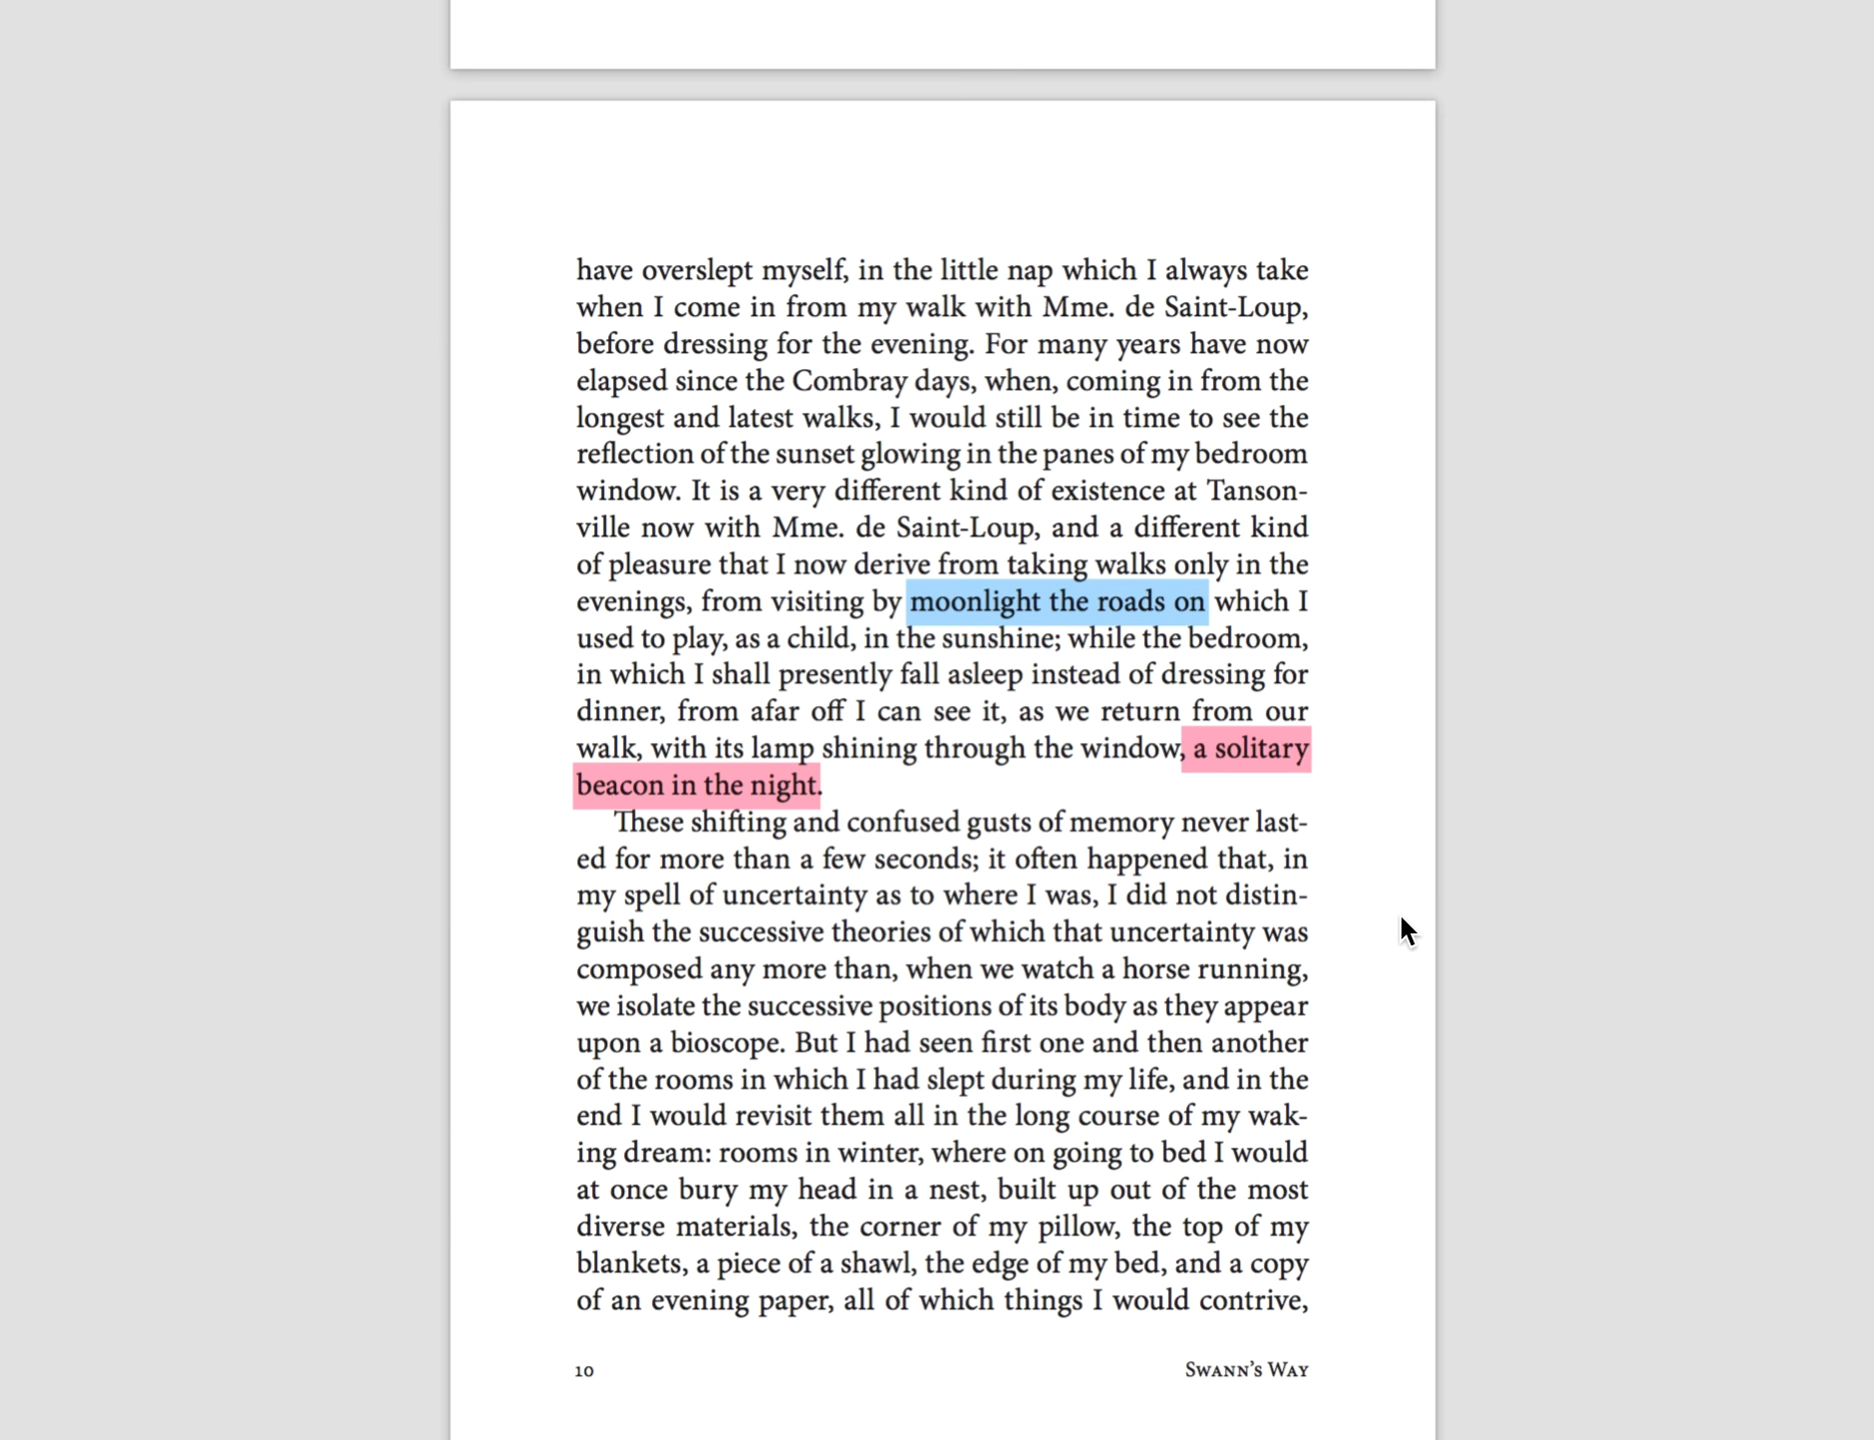 have overslept myself, in the little nap which I always take
when I come in from my walk with Mme. de Saint-Loup,
before dressing for the evening. For many years have now
elapsed since the Combray days, when, coming in from the
longest and latest walks, I would still be in time to see the
reflection of the sunset glowing in the panes of my bedroom
window. It is a very different kind of existence at Tanson-
ville now with Mme. de Saint-Loup, and a different kind
of pleasure that I now derive from taking walks only in the
evenings, from visiting by moonlight the roads on which I
used to play, as a child, in the sunshine; while the bedroom,
in which I shall presently fall asleep instead of dressing for
dinner, from afar off I can see it, as we return from our
walk, with its lamp shining through the window, a solitary
beacon in the night.
These shifting and confused gusts of memory never last-
ed for more than a few seconds; it often happened that, in
my spell of uncertainty as to where I was, I did not distin-
guish the successive theories of which that uncertainty was
composed any more than, when we watch a horse running,
we isolate the successive positions of its body as they appear
upon a bioscope. But I had seen first one and then another
of the rooms in which I had slept during my life, and in the
end I would revisit them all in the long course of my wak-
ing dream: rooms in winter, where on going to bed I would
at once bury my head in a nest, built up out of the most
diverse materials, the corner of my pillow, the top of my
blankets, a piece of a shawl, the edge of my bed, and a copy
of an evening paper, all of which things I would contrive,
10 Swann's Way